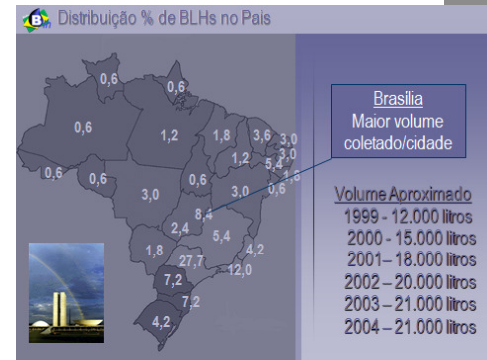 Distribuição % de BLHs no Pais
0,6
0,6
0,6
1,2
1,8
3,6
3,0
3,0
1,2
5,4
1,8
0,6
0,6
0,6
3,0
0,6
3,0
8,4
2,4
5,4
1,8
4,2
27,7
12,0
7,2
7,2
4,2
Brasilia
Maior volume
coletado/cidade
Volume Aproximado
1999 - 12.000 litros
2000 - 15.000 litros
2001– 18.000 litros
2002 – 20.000 litros
2003 – 21.000 litros
2004 – 21.000 litros